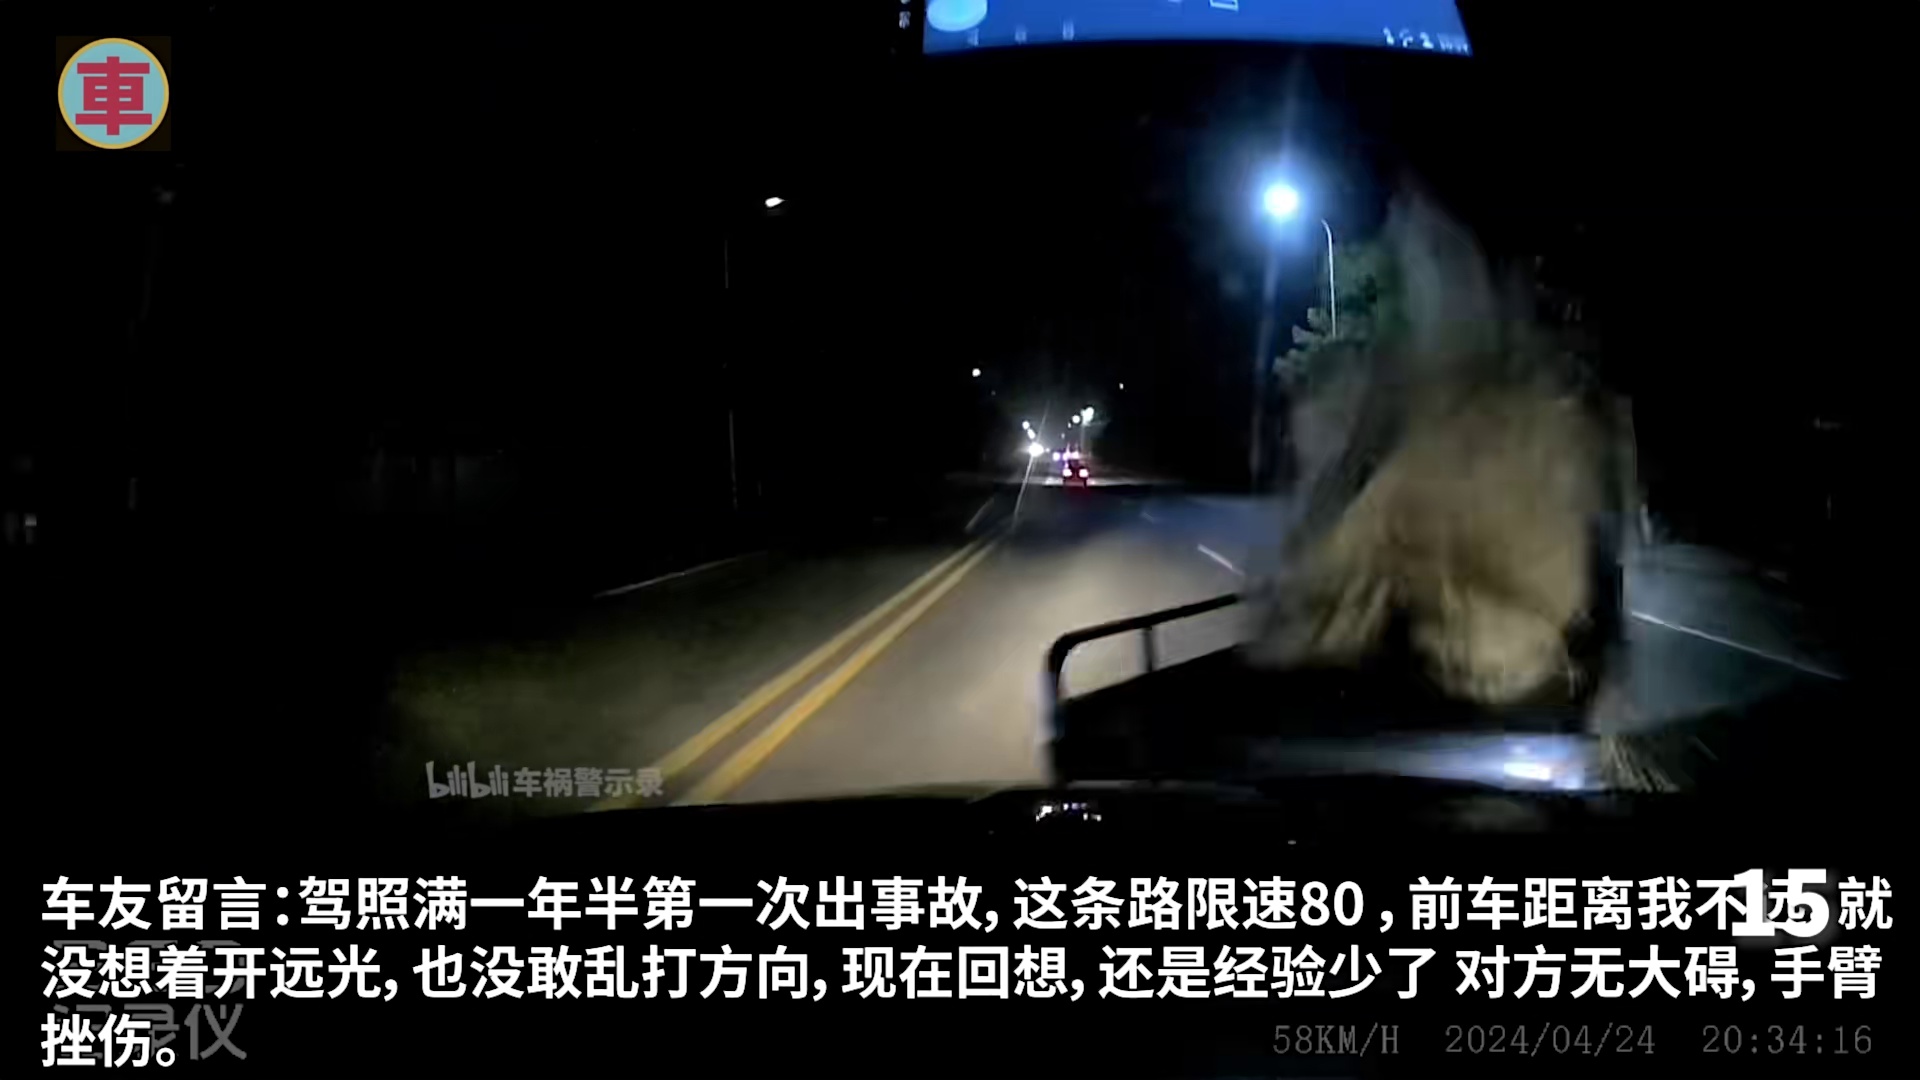 車
bilibili 车祸警示录
车友留言：驾照满一年半第一次出事故，这条路限速80，前车距离我不 15 就
没想着开远光，也没敢乱打方向，现在回想，还是经验少了 对方无大碍，手臂
挫伤。
记录仪
58KM/H 2024/04/24 20:34:16